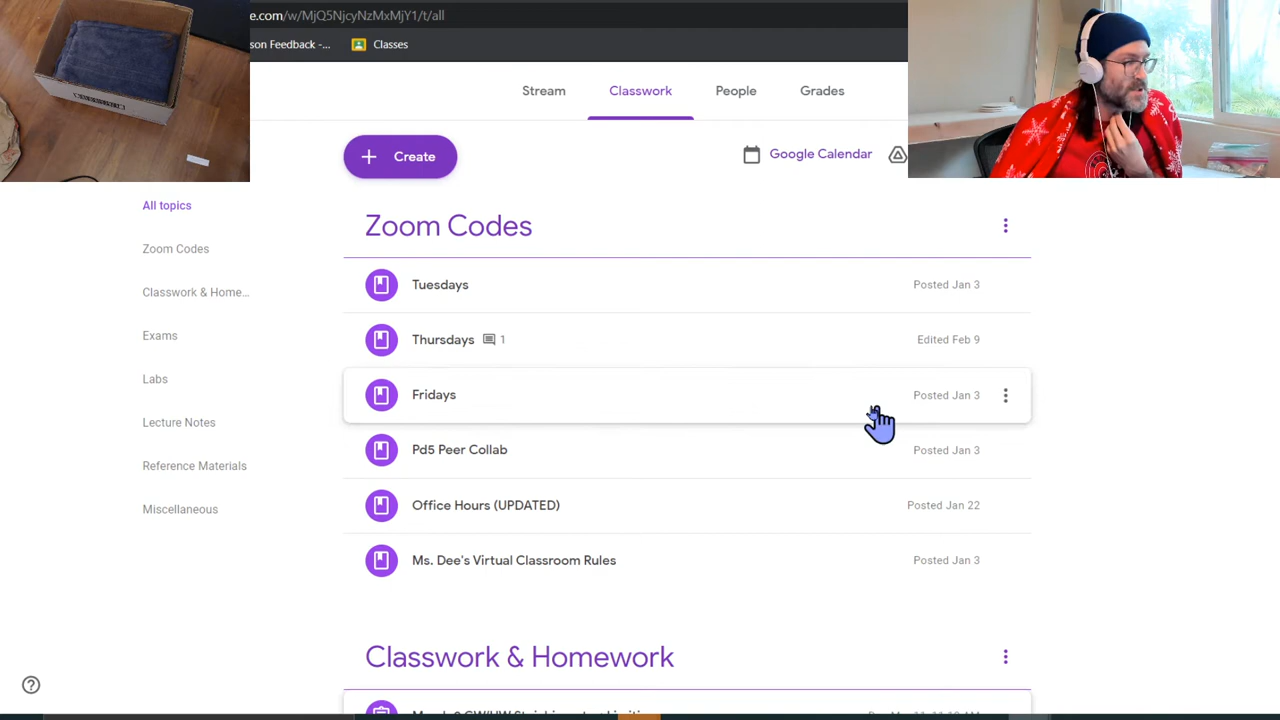 e.com/w/MjQ5NjcyNzMxMjY1/t/all
son Feedback -... Classes
Stream Classwork People Grades
Create
Google Calendar
All topics
Zoom Codes
Classwork & Home...
Exams
Labs
Lecture Notes
Reference Materials
Miscellaneous
Zoom Codes
Tuesdays Posted Jan 3
Thursdays 1 Edited Feb 9
Fridays Posted Jan 3
Pd5 Peer Collab Posted Jan 3
Office Hours (UPDATED) Posted Jan 22
Ms. Dee's Virtual Classroom Rules Posted Jan 3
Classwork & Homework